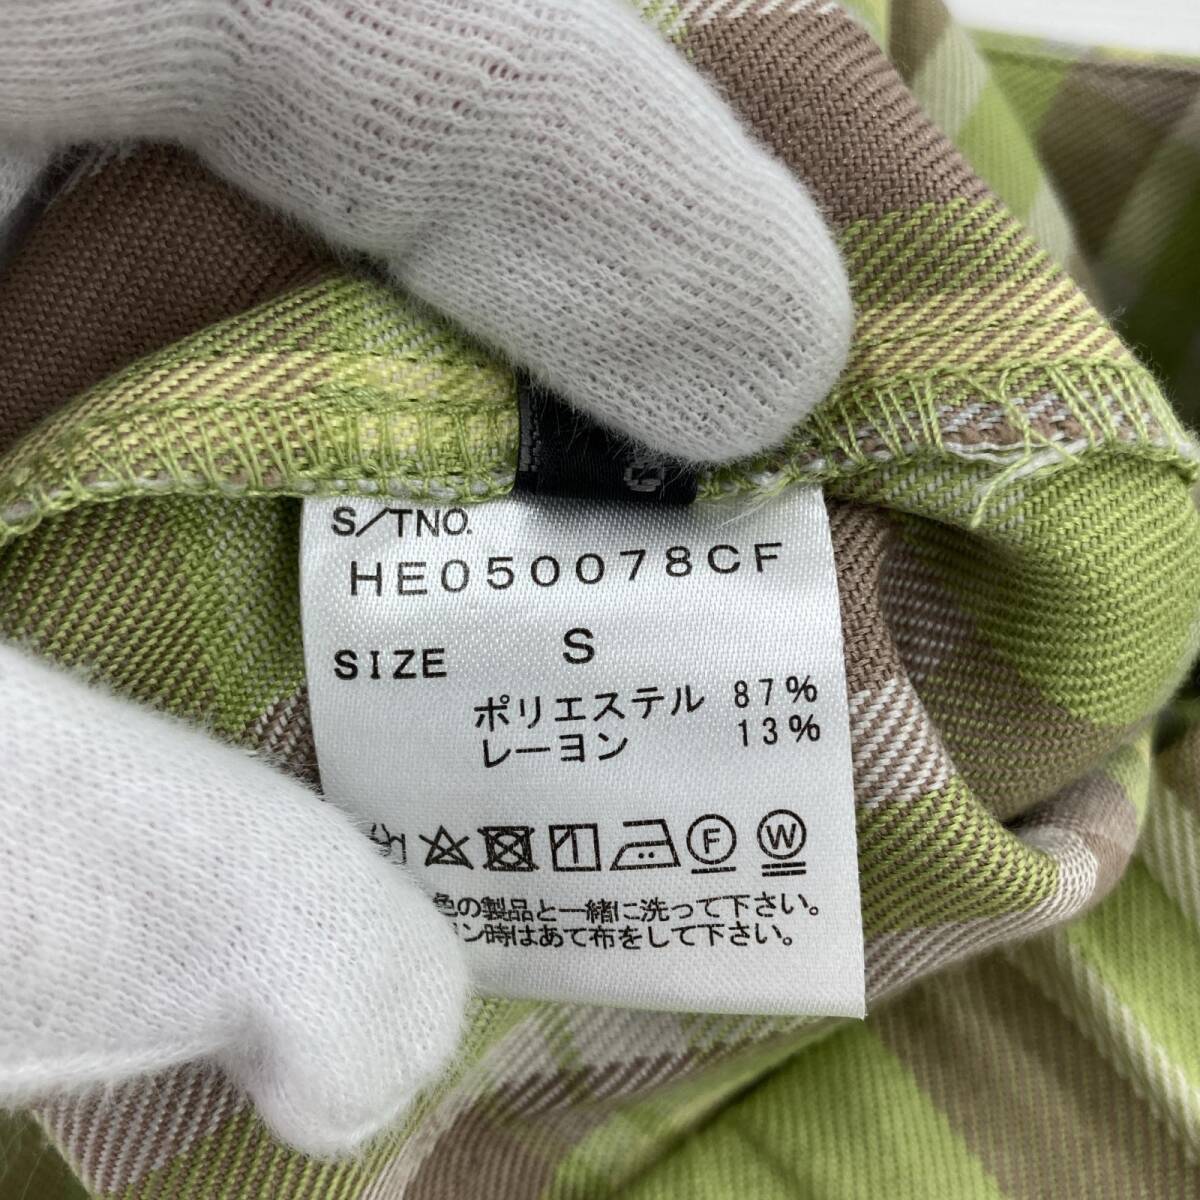 S/TNO.
HE050078CF
SIZE S
ポリエステル 87%
レーヨン 13%
F W
色の製品と一緒に洗って下さい。
ン時はあて布をして下さい。